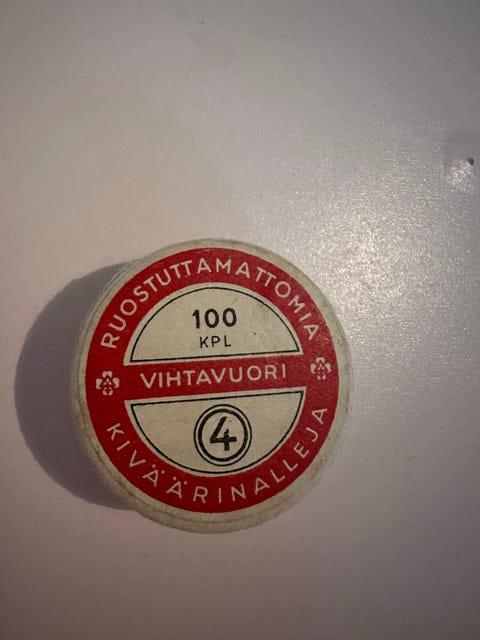 RUOSTUTTAMATTOMIA
100
KPL
VIHTAVUORI
4
KIVÄÄRINALLEJA